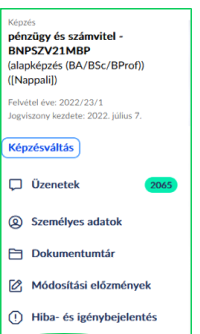 Képzés
pénzügy és számvitel -
BNPSZV21MBP
(alapképzés (BA/BSc/BProf))
([Nappali])
Felvétel éve: 2022/23/1
Jogviszony kezdete: 2022. július 7.
Képzésváltás
Üzenetek 2065
Személyes adatok
Dokumentumtár
Módosítási előzmények
Hiba- és igénybejelentés